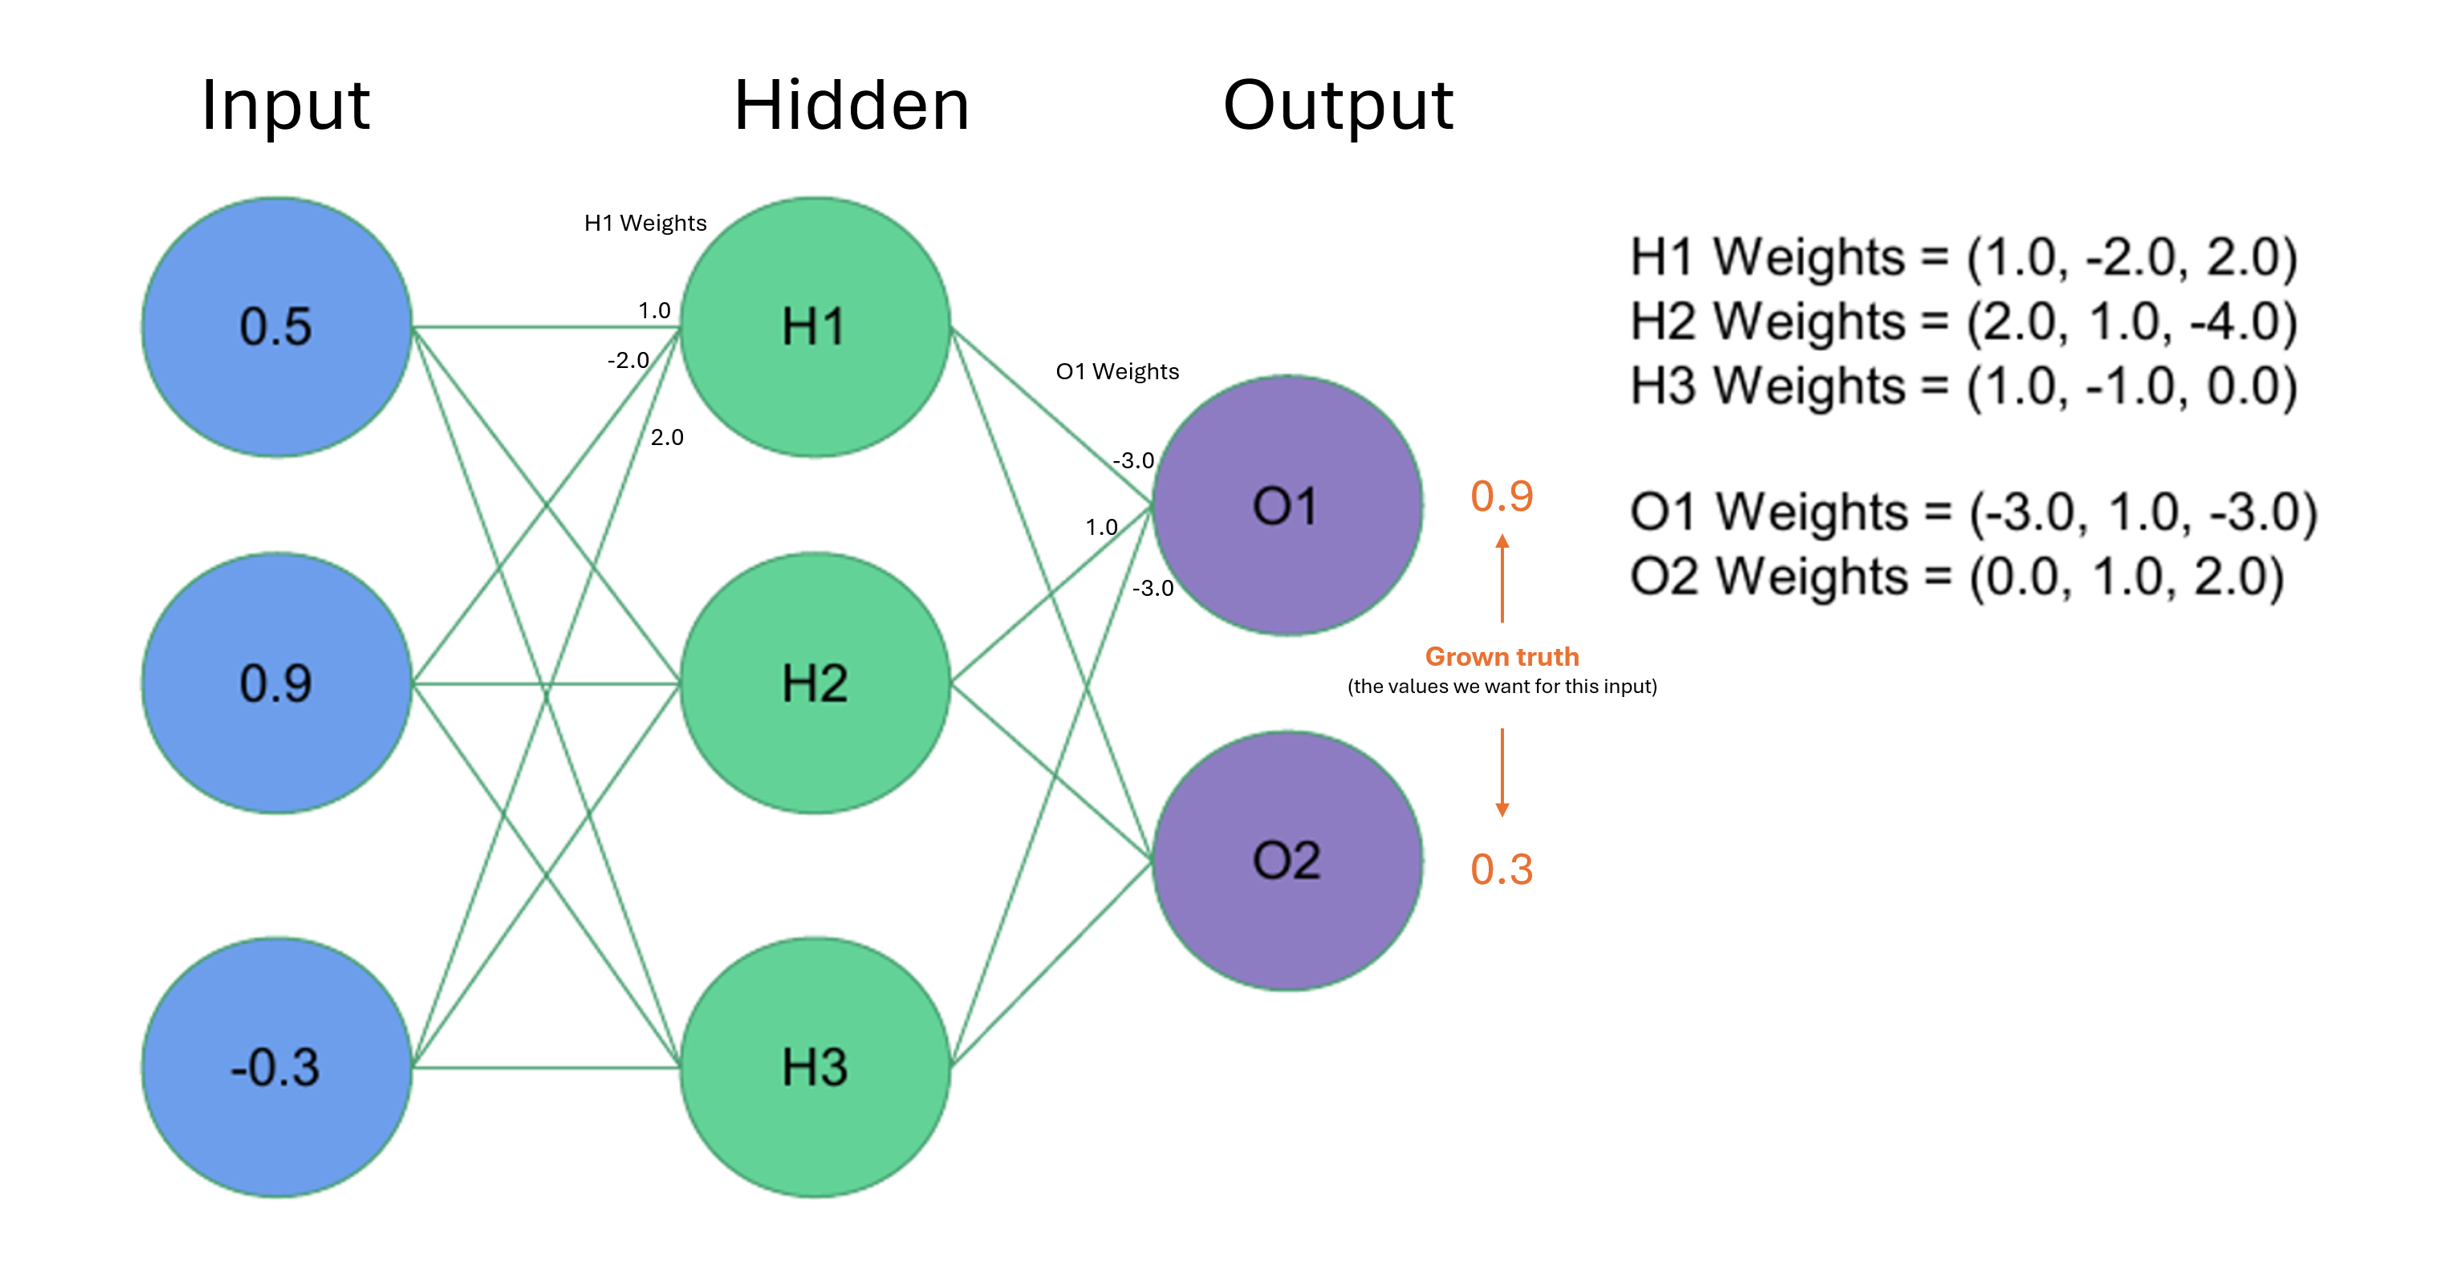 Input
Hidden
Output
H1 Weights
1.0
-2.0
2.0
0.5
0.9
-0.3
H1
H2
H3
O1 Weights
-3.0
1.0
-3.0
O1
O2
0.9
Grown truth
(the values we want for this input)
0.3
H1 Weights = (1.0, -2.0, 2.0)
H2 Weights = (2.0, 1.0, -4.0)
H3 Weights = (1.0, -1.0, 0.0)
O1 Weights = (-3.0, 1.0, -3.0)
O2 Weights = (0.0, 1.0, 2.0)